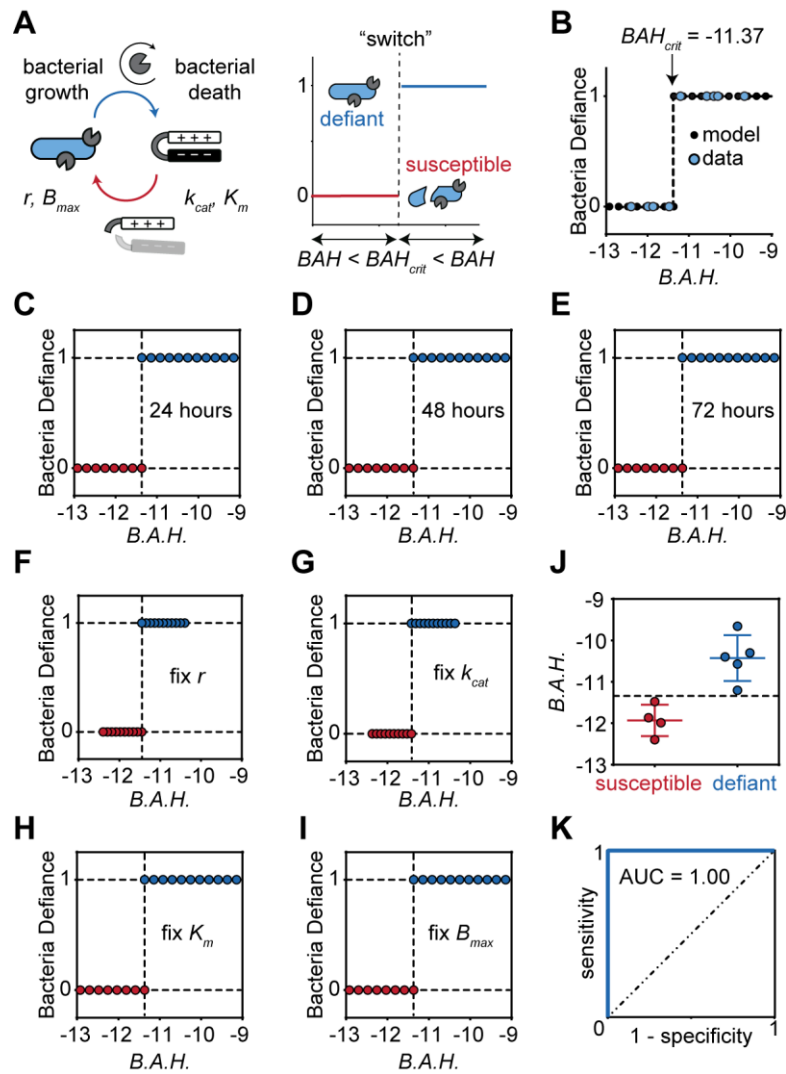 A
bacterial growth
bacterial death
r, Bmax
kcat, Km
+ + +
− − −
+ + +
− − −
"switch"
1
defiant
susceptible
0
BAH < BAHcrit < BAH
B
BAHcrit = -11.37
Bacteria Defiance
1
model
data
0
-13 -12 -11 -10 -9
B.A.H.
C
Bacteria Defiance
1
24 hours
0
-13 -12 -11 -10 -9
B.A.H.
D
Bacteria Defiance
1
48 hours
0
-13 -12 -11 -10 -9
B.A.H.
E
Bacteria Defiance
1
72 hours
0
-13 -12 -11 -10 -9
B.A.H.
F
Bacteria Defiance
1
fix r
0
-13 -12 -11 -10 -9
B.A.H.
G
1
fix kcat
0
-13 -12 -11 -10 -9
B.A.H.
J
B.A.H.
-9
-10
-11
-12
-13
susceptible defiant
H
Bacteria Defiance
1
fix Km
0
-13 -12 -11 -10 -9
B.A.H.
I
1
fix Bmax
0
-13 -12 -11 -10 -9
B.A.H.
K
sensitivity
1
AUC = 1.00
0 1
1 - specificity